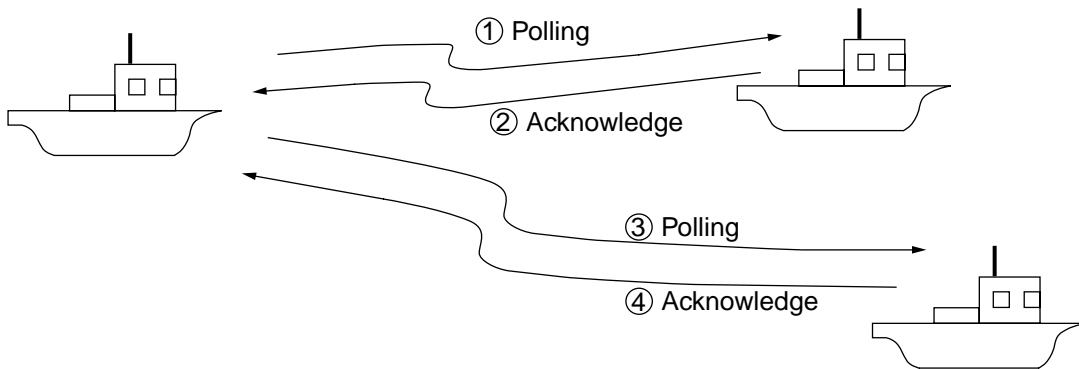 ① Polling
② Acknowledge
③ Polling
④ Acknowledge